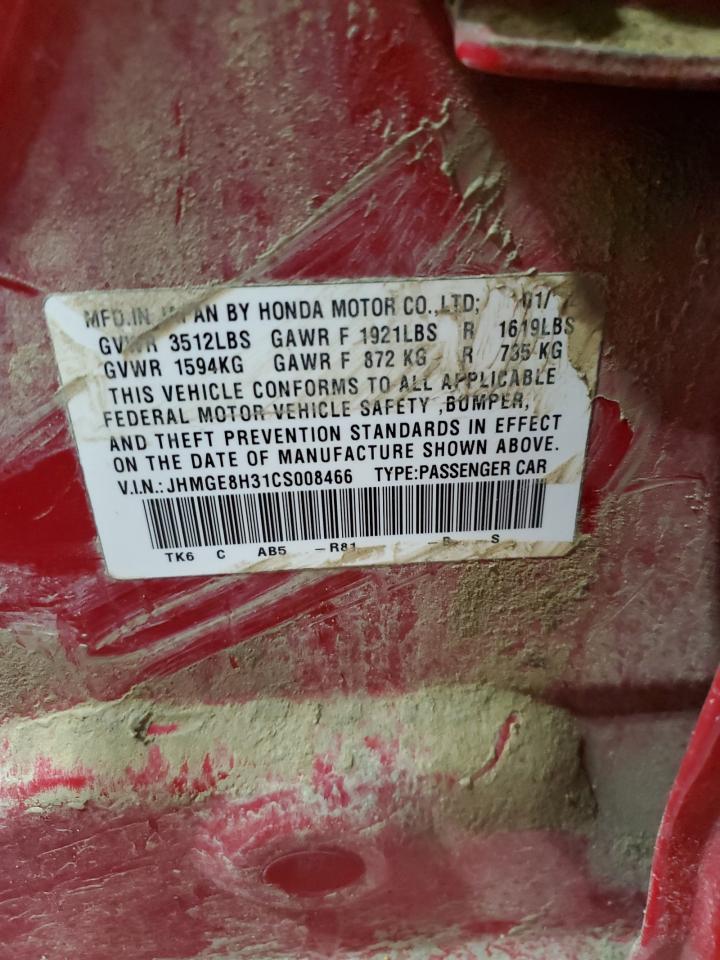 MFD.IN JAPAN BY HONDA MOTOR CO.,LTD; 01/
GVWR 3512LBS GAWR F 1921LBS R 1619LBS
GVWR 1594KG GAWR F 872 KG R 735 KG
THIS VEHICLE CONFORMS TO ALL APPLICABLE
FEDERAL MOTOR VEHICLE SAFETY ,BUMPER,
AND THEFT PREVENTION STANDARDS IN EFFECT
ON THE DATE OF MANUFACTURE SHOWN ABOVE.
V.I.N.: JHMGE8H31CS008466 TYPE:PASSENGER CAR
TK6 C AB5 -R81 - S